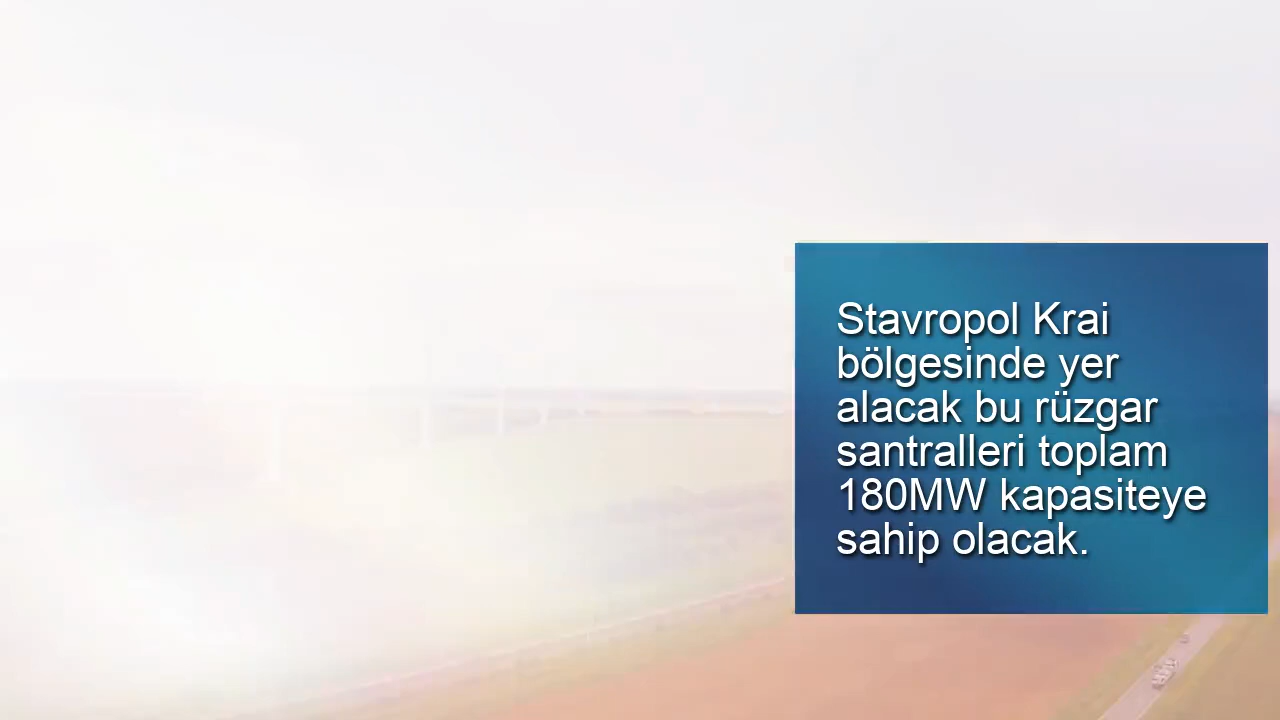 Stavropol Krai
bölgesinde yer
alacak bu rüzgar
santralleri toplam
180MW kapasiteye
sahip olacak.